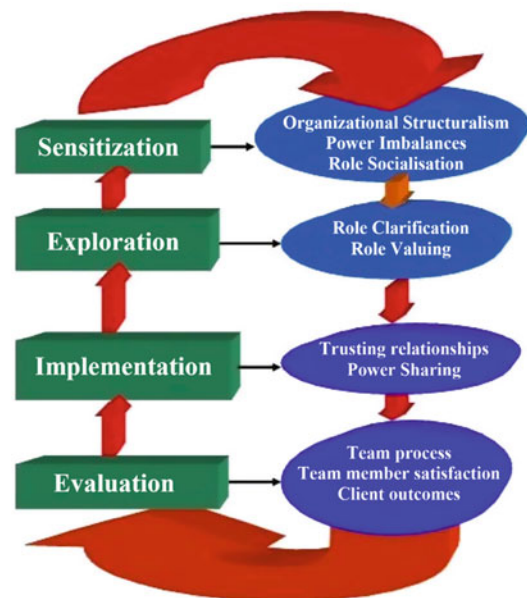 Sensitization
Organizational Structuralism
Power Imbalances
Role Socialisation
Exploration
Role Clarification
Role Valuing
Implementation
Trusting relationships
Power Sharing
Evaluation
Team process
Team member satisfaction
Client outcomes